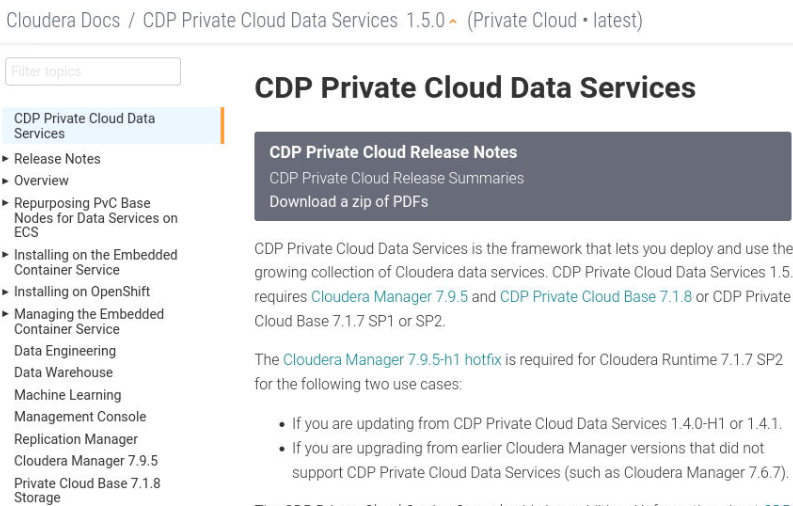 Cloudera Docs / CDP Private Cloud Data Services 1.5.0 (Private Cloud • latest)
Filter topics
CDP Private Cloud Data
Services
Release Notes
Overview
Repurposing PvC Base
Nodes for Data Services on
ECS
Installing on the Embedded
Container Service
Installing on OpenShift
Managing the Embedded
Container Service
Data Engineering
Data Warehouse
Machine Learning
Management Console
Replication Manager
Cloudera Manager 7.9.5
Private Cloud Base 7.1.8
Storage
CDP Private Cloud Data Services
CDP Private Cloud Release Notes
CDP Private Cloud Release Summaries
Download a zip of PDFs
CDP Private Cloud Data Services is the framework that lets you deploy and use the
growing collection of Cloudera data services. CDP Private Cloud Data Services 1.5.
requires Cloudera Manager 7.9.5 and CDP Private Cloud Base 7.1.8 or CDP Private
Cloud Base 7.1.7 SP1 or SP2.
The Cloudera Manager 7.9.5-h1 hotfix is required for Cloudera Runtime 7.1.7 SP2
for the following two use cases:
• If you are updating from CDP Private Cloud Data Services 1.4.0-H1 or 1.4.1.
• If you are upgrading from earlier Cloudera Manager versions that did not
support CDP Private Cloud Data Services (such as Cloudera Manager 7.6.7).